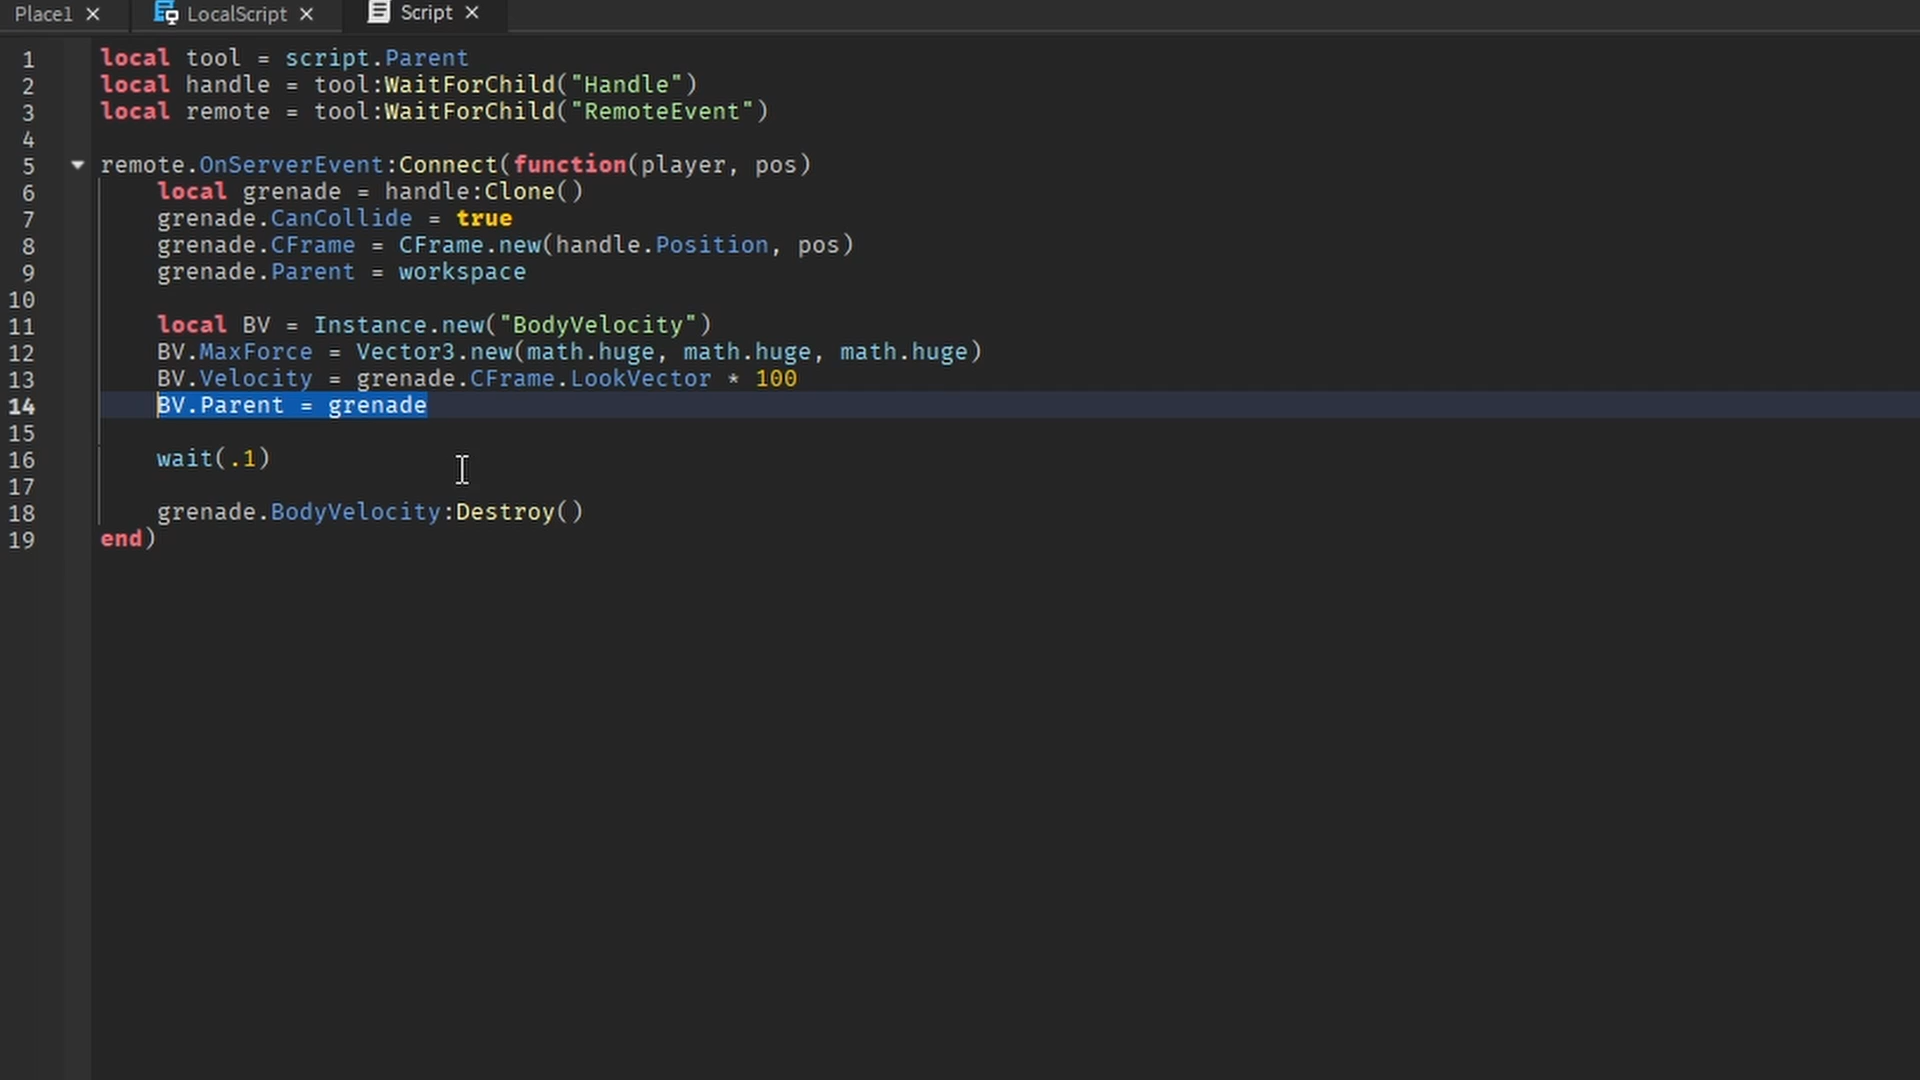 Place1 × LocalScript × Script ×
1 local tool = script.Parent
2 local handle = tool:WaitForChild("Handle")
3 local remote = tool:WaitForChild("RemoteEvent")
4
5 remote.OnServerEvent:Connect(function(player, pos)
6 local grenade = handle:Clone()
7 grenade.CanCollide = true
8 grenade.CFrame = CFrame.new(handle.Position, pos)
9 grenade.Parent = workspace
10
11 local BV = Instance.new("BodyVelocity")
12 BV.MaxForce = Vector3.new(math.huge, math.huge, math.huge)
13 BV.Velocity = grenade.CFrame.LookVector * 100
14 BV.Parent = grenade
15
16 wait(.1)
17
18 grenade.BodyVelocity:Destroy()
19 end)